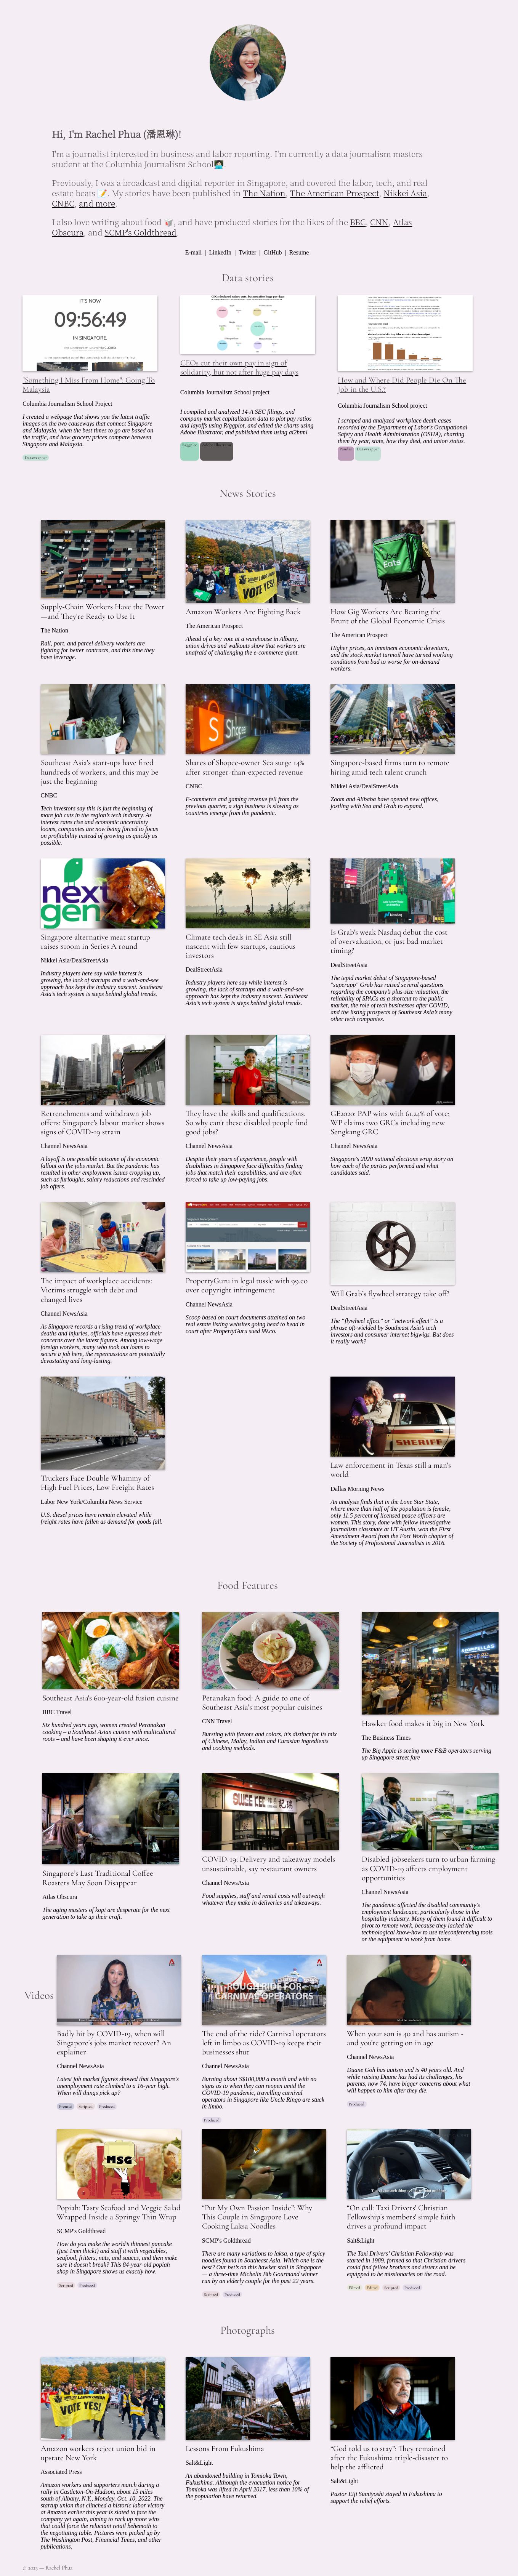 Hi, I'm Rachel Phua (潘恩琳)!
I'm a journalist interested in business and labor reporting. I'm currently a data journalism masters
student at the Columbia Journalism School👩🏻‍💻.
Previously, I was a broadcast and digital reporter in Singapore, and covered the labor, tech, and real
estate beats 📝. My stories have been published in The Nation, The American Prospect, Nikkei Asia,
CNBC, and more.
I also love writing about food 🥡, and have produced stories for the likes of the BBC, CNN, Atlas
Obscura, and SCMP's Goldthread.
E-mail | LinkedIn | Twitter | GitHub | Resume
Data stories
IT'S NOW
09:56:49
IN SINGAPORE.
"Something I Miss From Home": Going To
Malaysia
Columbia Journalism School Project
I created a webpage that shows you the latest traffic
images on the two causeways that connect Singapore
and Malaysia, when the best times to go are based on
the traffic, and how grocery prices compare between
Singapore and Malaysia.
Datawrapper
CEOs cut their own pay in sign of
solidarity, but not after huge pay days
Columbia Journalism School project
I compiled and analyzed 14-A SEC filings, and
company market capitalization data to plot pay ratios
and layoffs using R/ggplot, and edited the charts using
Adobe Illustrator, and published them using ai2html.
R/ggplot
How and Where Did People Die On The
Job in the U.S.?
Columbia Journalism School project
I scraped and analyzed workplace death cases
recorded by the Department of Labor's Occupational
Safety and Health Administration (OSHA), charting
them by year, state, how they died, and union status.
Pandas Datawrapper
News Stories
Supply-Chain Workers Have the Power
—and They're Ready to Use It
The Nation
Rail, port, and parcel delivery workers are
fighting for better contracts, and this time they
have leverage.
VOTE YES!
Amazon Workers Are Fighting Back
The American Prospect
Ahead of a key vote at a warehouse in Albany,
union drives and walkouts show that workers are
unafraid of challenging the e-commerce giant.
Uber
Eats
How Gig Workers Are Bearing the
Brunt of the Global Economic Crisis
The American Prospect
Higher prices, an imminent economic downturn,
and the stock market turmoil have turned working
conditions from bad to worse for on-demand
workers.
Southeast Asia's start-ups have fired
hundreds of workers, and this may be
just the beginning
CNBC
Tech investors say this is just the beginning of
more job cuts in the region's tech industry. As
interest rates rise and economic uncertainty
looms, companies are now being forced to focus
on profitability instead of growing as quickly as
possible.
Shopee
Shares of Shopee-owner Sea surge 14%
after stronger-than-expected revenue
CNBC
E-commerce and gaming revenue fell from the
previous quarter, a sign business is slowing as
countries emerge from the pandemic.
Singapore-based firms turn to remote
hiring amid tech talent crunch
Nikkei Asia/DealStreetAsia
Zoom and Alibaba have opened new offices,
jostling with Sea and Grab to expand.
next
gen
Singapore alternative meat startup
raises $100m in Series A round
Nikkei Asia/DealStreetAsia
Industry players here say while interest is
growing, the lack of startups and a wait-and-see
approach has kept the industry nascent. Southeast
Asia's tech system is steps behind global trends.
Climate tech deals in SE Asia still
nascent with few startups, cautious
investors
DealStreetAsia
Industry players here say while interest is
growing, the lack of startups and a wait-and-see
approach has kept the industry nascent. Southeast
Asia's tech system is steps behind global trends.
Nasdaq
Is Grab's weak Nasdaq debut the cost
of overvaluation, or just bad market
timing?
DealStreetAsia
The tepid market debut of Singapore-based
"superapp" Grab has raised several questions
regarding the company's plus-size valuation, the
reliability of SPACs as a shortcut to the public
market, the role of tech businesses after COVID,
and the listing prospects of Southeast Asia's many
other tech companies.
Retrenchments and withdrawn job
offers: Singapore's labour market shows
signs of COVID-19 strain
Channel NewsAsia
A layoff is one possible outcome of the economic
fallout on the jobs market. But the pandemic has
resulted in other employment issues cropping up,
such as furloughs, salary reductions and rescinded
job offers.
They have the skills and qualifications.
So why can't these disabled people find
good jobs?
Channel NewsAsia
Despite their years of experience, people with
disabilities in Singapore face difficulties finding
jobs that match their capabilities, and are often
forced to take up low-paying jobs.
GE2020: PAP wins with 61.24% of vote;
WP claims two GRCs including new
Sengkang GRC
Channel NewsAsia
Singapore's 2020 national elections wrap story on
how each of the parties performed and what
candidates said.
The impact of workplace accidents:
Victims struggle with debt and
changed lives
Channel NewsAsia
As Singapore records a rising trend of workplace
deaths and injuries, officials have expressed their
concerns over the latest figures. Among low-wage
foreign workers, many who took out loans to
secure a job here, the repercussions are potentially
devastating and long-lasting.
PropertyGuru in legal tussle with 99.co
over copyright infringement
Channel NewsAsia
Scoop based on court documents attained on two
real estate listing websites going head to head in
court after PropertyGuru sued 99.co.
Will Grab's flywheel strategy take off?
DealStreetAsia
The "flywheel effect" or "network effect" is a
phrase oft-wielded by Southeast Asia's tech
investors and consumer internet bigwigs. But does
it really work?
Truckers Face Double Whammy of
High Fuel Prices, Low Freight Rates
Labor New York/Columbia News Service
U.S. diesel prices have remain elevated while
freight rates have fallen as demand for goods fall.
SHERIFF
Law enforcement in Texas still a man's
world
Dallas Morning News
An analysis finds that in the Lone Star State,
where more than half of the population is female,
only 11.5 percent of licensed peace officers are
women. This story, done with fellow investigative
journalism classmate at UT Austin, won the First
Amendment Award from the Fort Worth chapter of
the Society of Professional Journalists in 2016.
Food Features
Southeast Asia's 600-year-old fusion cuisine
BBC Travel
Six hundred years ago, women created Peranakan
cooking – a Southeast Asian cuisine with multicultural
roots – and have been shaping it ever since.
Peranakan food: A guide to one of
Southeast Asia's most popular cuisines
CNN Travel
Bursting with flavors and colors, it's distinct for its mix
of Chinese, Malay, Indian and Eurasian ingredients
and cooking methods.
Hawker food makes it big in New York
The Business Times
The Big Apple is seeing more F&B operators serving
up Singapore street fare
Singapore's Last Traditional Coffee
Roasters May Soon Disappear
Atlas Obscura
The aging masters of kopi are desperate for the next
generation to take up their craft.
COVID-19: Delivery and takeaway models
unsustainable, say restaurant owners
Channel NewsAsia
Food supplies, staff and rental costs will outweigh
whatever they make in deliveries and takeaways.
Disabled jobseekers turn to urban farming
as COVID-19 affects employment
opportunities
Channel NewsAsia
The pandemic affected the disabled community's
employment landscape, particularly those in the
hospitality industry. Many of them found it difficult to
pivot to remote work, because they lacked the
technological know-how to use teleconferencing tools
or the equipment to work from home.
Videos
Badly hit by COVID-19, when will
Singapore's jobs market recover? An
explainer
Channel NewsAsia
Latest job market figures showed that Singapore's
unemployment rate climbed to a 16-year high.
When will things pick up?
Fronted Scripted Produced
ROUGH RIDE FOR
CARNIVAL OPERATORS
The end of the ride? Carnival operators
left in limbo as COVID-19 keeps their
businesses shut
Channel NewsAsia
Burning about S$100,000 a month and with no
signs as to when they can reopen amid the
COVID-19 pandemic, travelling carnival
operators in Singapore like Uncle Ringo are stuck
in limbo.
Produced
When your son is 40 and has autism -
and you're getting on in age
Channel NewsAsia
Duane Goh has autism and is 40 years old. And
while raising Duane has had its challenges, his
parents, now 74, have bigger concerns about what
will happen to him after they die.
Produced
MSG
Popiah: Tasty Seafood and Veggie Salad
Wrapped Inside a Springy Thin Wrap
SCMP's Goldthread
How do you make the world's thinnest pancake
(just 1mm thick!) and stuff it with vegetables,
seafood, fritters, nuts, and sauces, and then make
sure it doesn't break? This 84-year-old popiah
shop in Singapore shows us exactly how.
Scripted Produced
"Put My Own Passion Inside": Why
This Couple in Singapore Love
Cooking Laksa Noodles
SCMP's Goldthread
There are many variations to laksa, a type of spicy
noodles found in Southeast Asia. Which one is the
best? Our bet's on this hawker stall in Singapore
— a three-time Michelin Bib Gourmand winner
run by an elderly couple for the past 22 years.
Scripted Produced
"On call: Taxi Drivers' Christian
Fellowship's members' simple faith
drives a profound impact
Salt&Light
The Taxi Drivers' Christian Fellowship was
started in 1989, formed so that Christian drivers
could find fellow brothers and sisters, and be
equipped to be missionaries on the road.
Filmed Edited Scripted Produced
Photographs
VOTE YES!
Amazon workers reject union bid in
upstate New York
Associated Press
Amazon workers and supporters march during a
rally in Castleton-On-Hudson, about 15 miles
south of Albany, N.Y., Monday, Oct. 10, 2022. The
startup union that clinched a historic labor victory
at Amazon earlier this year is slated to face the
company yet again, aiming to rack up more wins
that could force the reluctant retail behemoth to
the negotiating table. Pictures were picked up by
The Washington Post, Financial Times, and other
publications.
Lessons From Fukushima
Salt&Light
An abandoned building in Tomioka Town,
Fukushima. Although the evacuation notice for
Tomioka was lifted in April 2017, less than 10% of
the population have returned.
"God told us to stay": They remained
after the Fukushima triple-disaster to
help the afflicted
Salt&Light
Pastor Eiji Sumiyoshi stayed in Fukushima to
support the relief efforts.
© 2023 — Rachel Phua